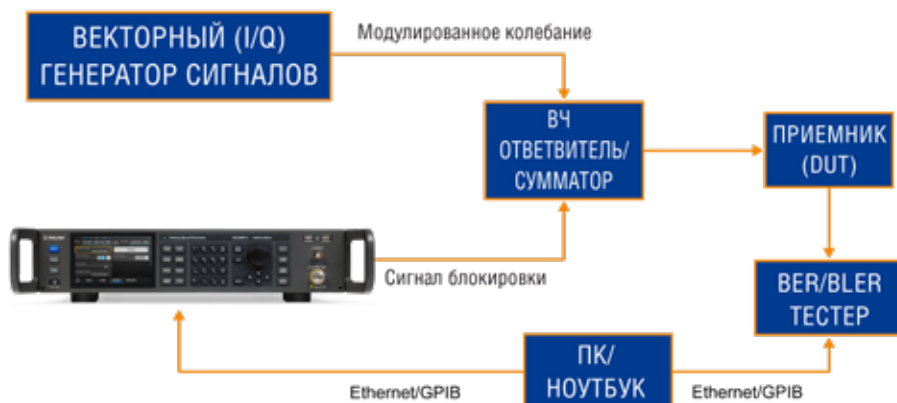 ВЕКТОРНЫЙ (I/Q)
ГЕНЕРАТОР СИГНАЛОВ
Модулированное колебание
ВЧ
ОТВЕТВИТЕЛЬ/
СУММАТОР
ПРИЕМНИК
(DUT)
Сигнал блокировки
BER/BLER
ТЕСТЕР
ПК/
НОУТБУК
Ethernet/GPIB
Ethernet/GPIB